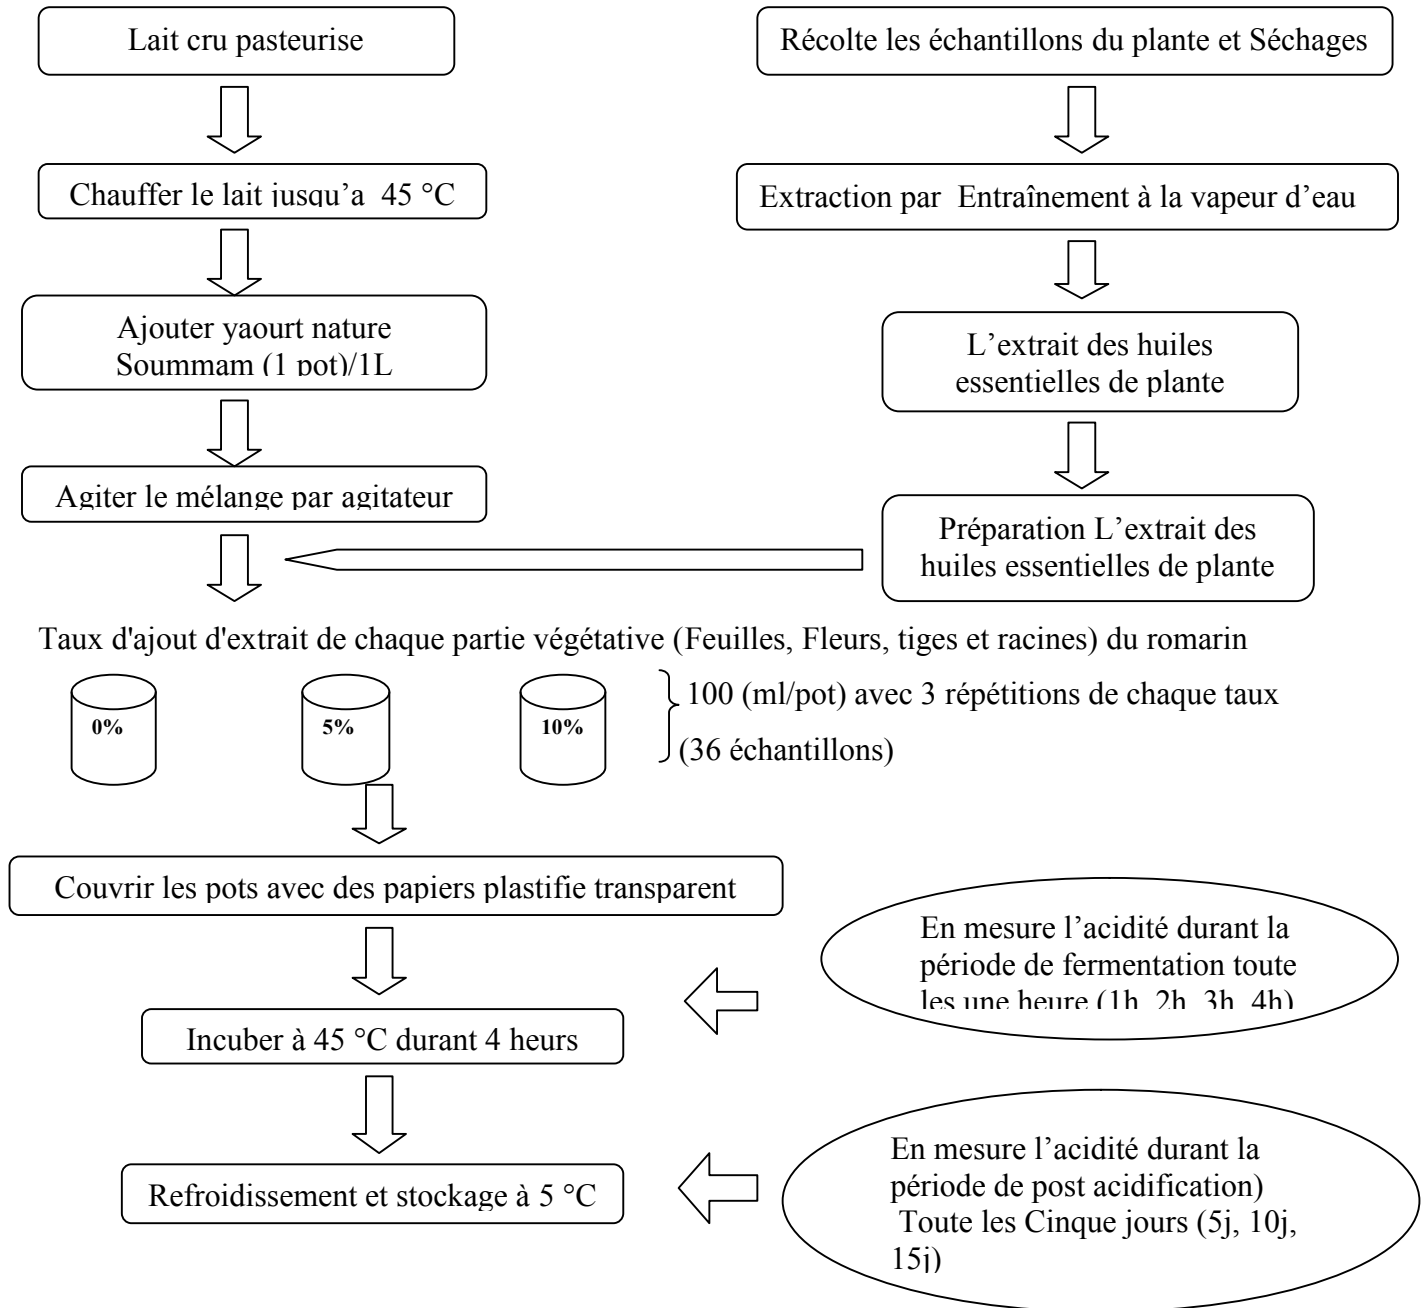 Lait cru pasteurise
Chauffer le lait jusqu’a 45 °C
Ajouter yaourt nature
Soummam (1 pot)/1L
Agiter le mélange par agitateur
Récolte les échantillons du plante et Séchages
Extraction par Entraînement à la vapeur d’eau
L’extrait des huiles
essentielles de plante
Préparation L’extrait des
huiles essentielles de plante
Taux d'ajout d'extrait de chaque partie végétative (Feuilles, Fleurs, tiges et racines) du romarin
0%
5%
10%
100 (ml/pot) avec 3 répétitions de chaque taux
(36 échantillons)
Couvrir les pots avec des papiers plastifie transparent
En mesure l’acidité durant la
période de fermentation toute
les une heure (1h, 2h, 3h, 4h)
Incuber à 45 °C durant 4 heurs
En mesure l’acidité durant la
période de post acidification)
Toute les Cinque jours (5j, 10j,
15j)
Refroidissement et stockage à 5 °C